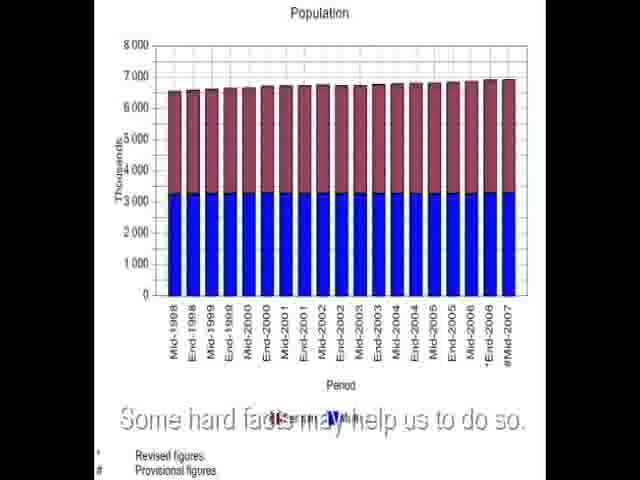 Population
8 000
7 000
6 000
5 000
4 000
3 000
2 000
1 000
0
Thousands
Mid-1998
End-1998
Mid-1999
End-1999
Mid-2000
End-2000
Mid-2001
End-2001
Mid-2002
End-2002
Mid-2003
End-2003
Mid-2004
End-2004
Mid-2005
End-2005
Mid-2006
*End-2006
#Mid-2007
Period
Some hard facts may help us to do so.
* Revised figures.
# Provisional figures.